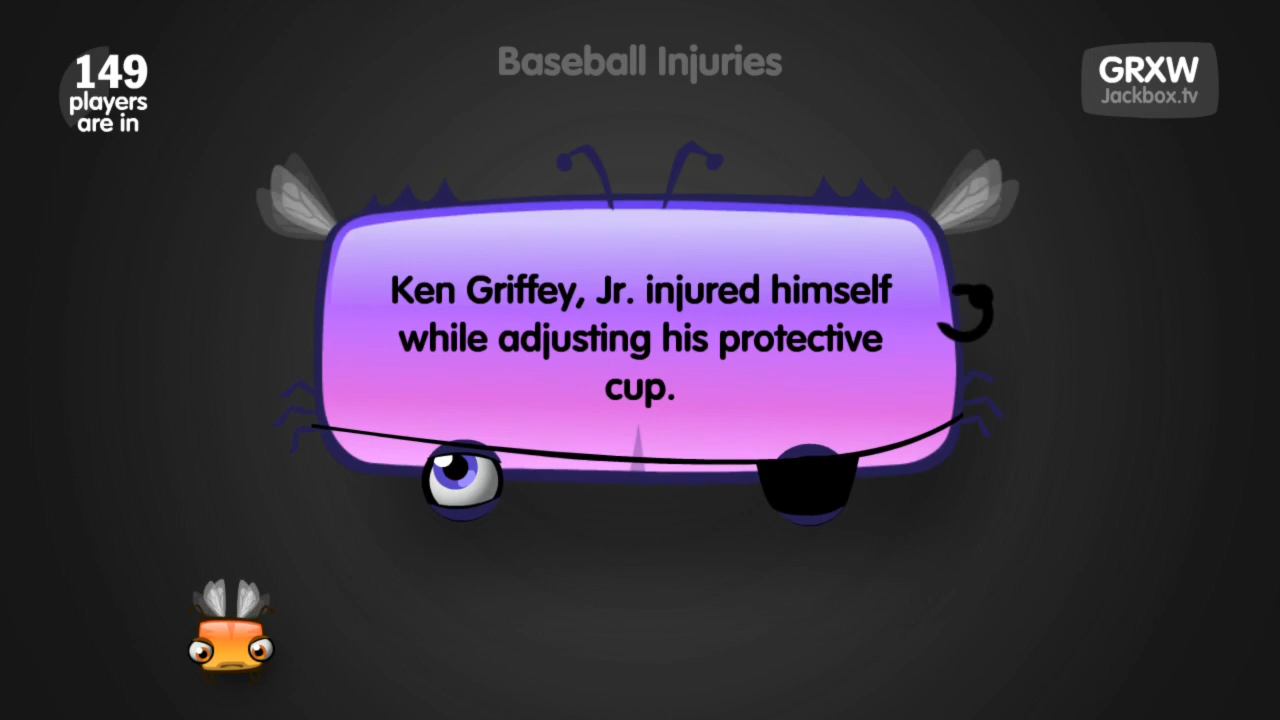 Baseball Injuries
149
players
are in
GRXW
Jackbox.tv
Ken Griffey, Jr. injured himself
while adjusting his protective
cup.